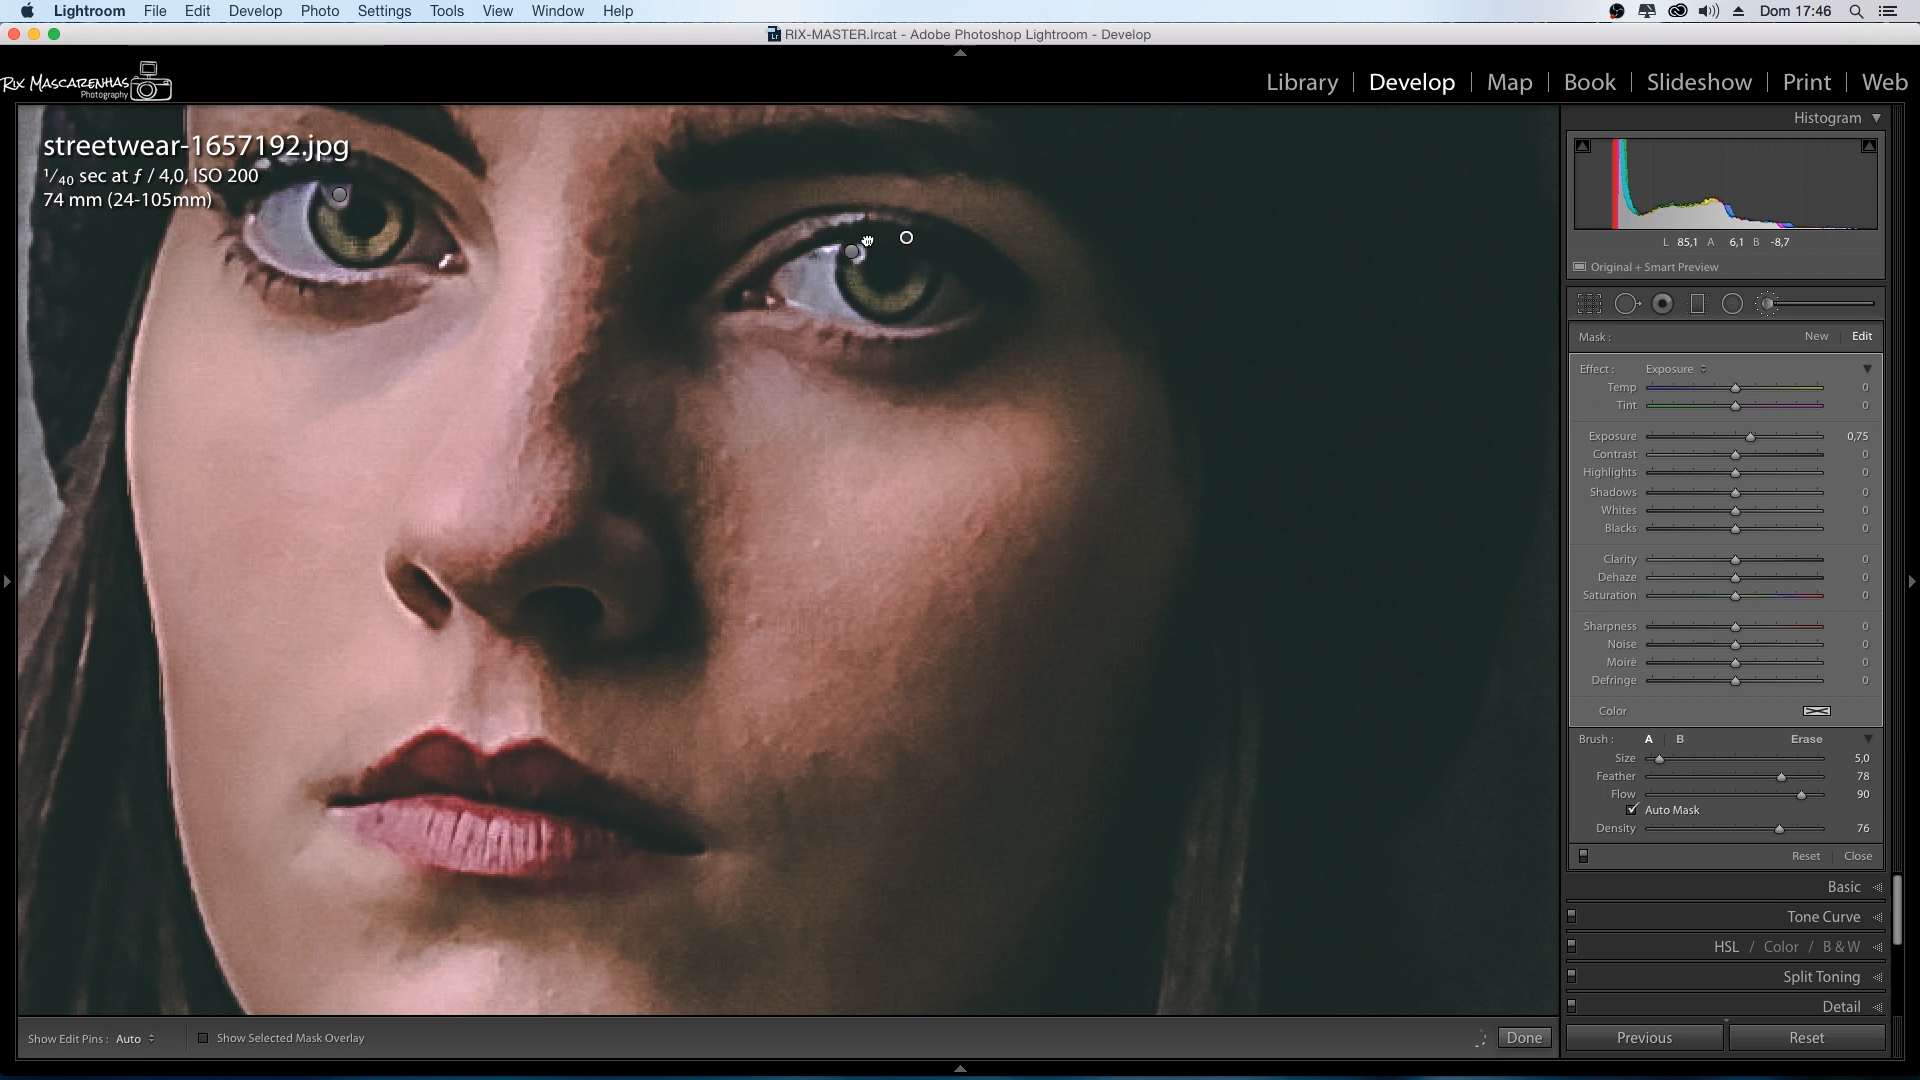 Lightroom File Edit Develop Photo Settings Tools View Window Help Dom 17:46
RIX-MASTER.lrcat - Adobe Photoshop Lightroom - Develop
Rix Mascarenhas
Photography
Library | Develop | Map | Book | Slideshow | Print | Web
Histogram
streetwear-1657192.jpg
1/40 sec at ƒ / 4,0, ISO 200
74 mm (24-105mm)
L 85,1 A 6,1 B -8,7
Original + Smart Preview
Mask : New | Edit
Effect : Exposure
Temp 0
Tint 0
Exposure 0,75
Contrast 0
Highlights 0
Shadows 0
Whites 0
Blacks 0
Clarity 0
Dehaze 0
Saturation 0
Sharpness 0
Noise 0
Moirè 0
Defringe 0
Color
Brush : A | B Erase
Size 5,0
Feather 78
Flow 90
Auto Mask
Density 76
Reset | Close
Basic
Tone Curve
HSL / Color / B & W
Split Toning
Detail
Show Edit Pins : Auto Show Selected Mask Overlay Done
Previous Reset